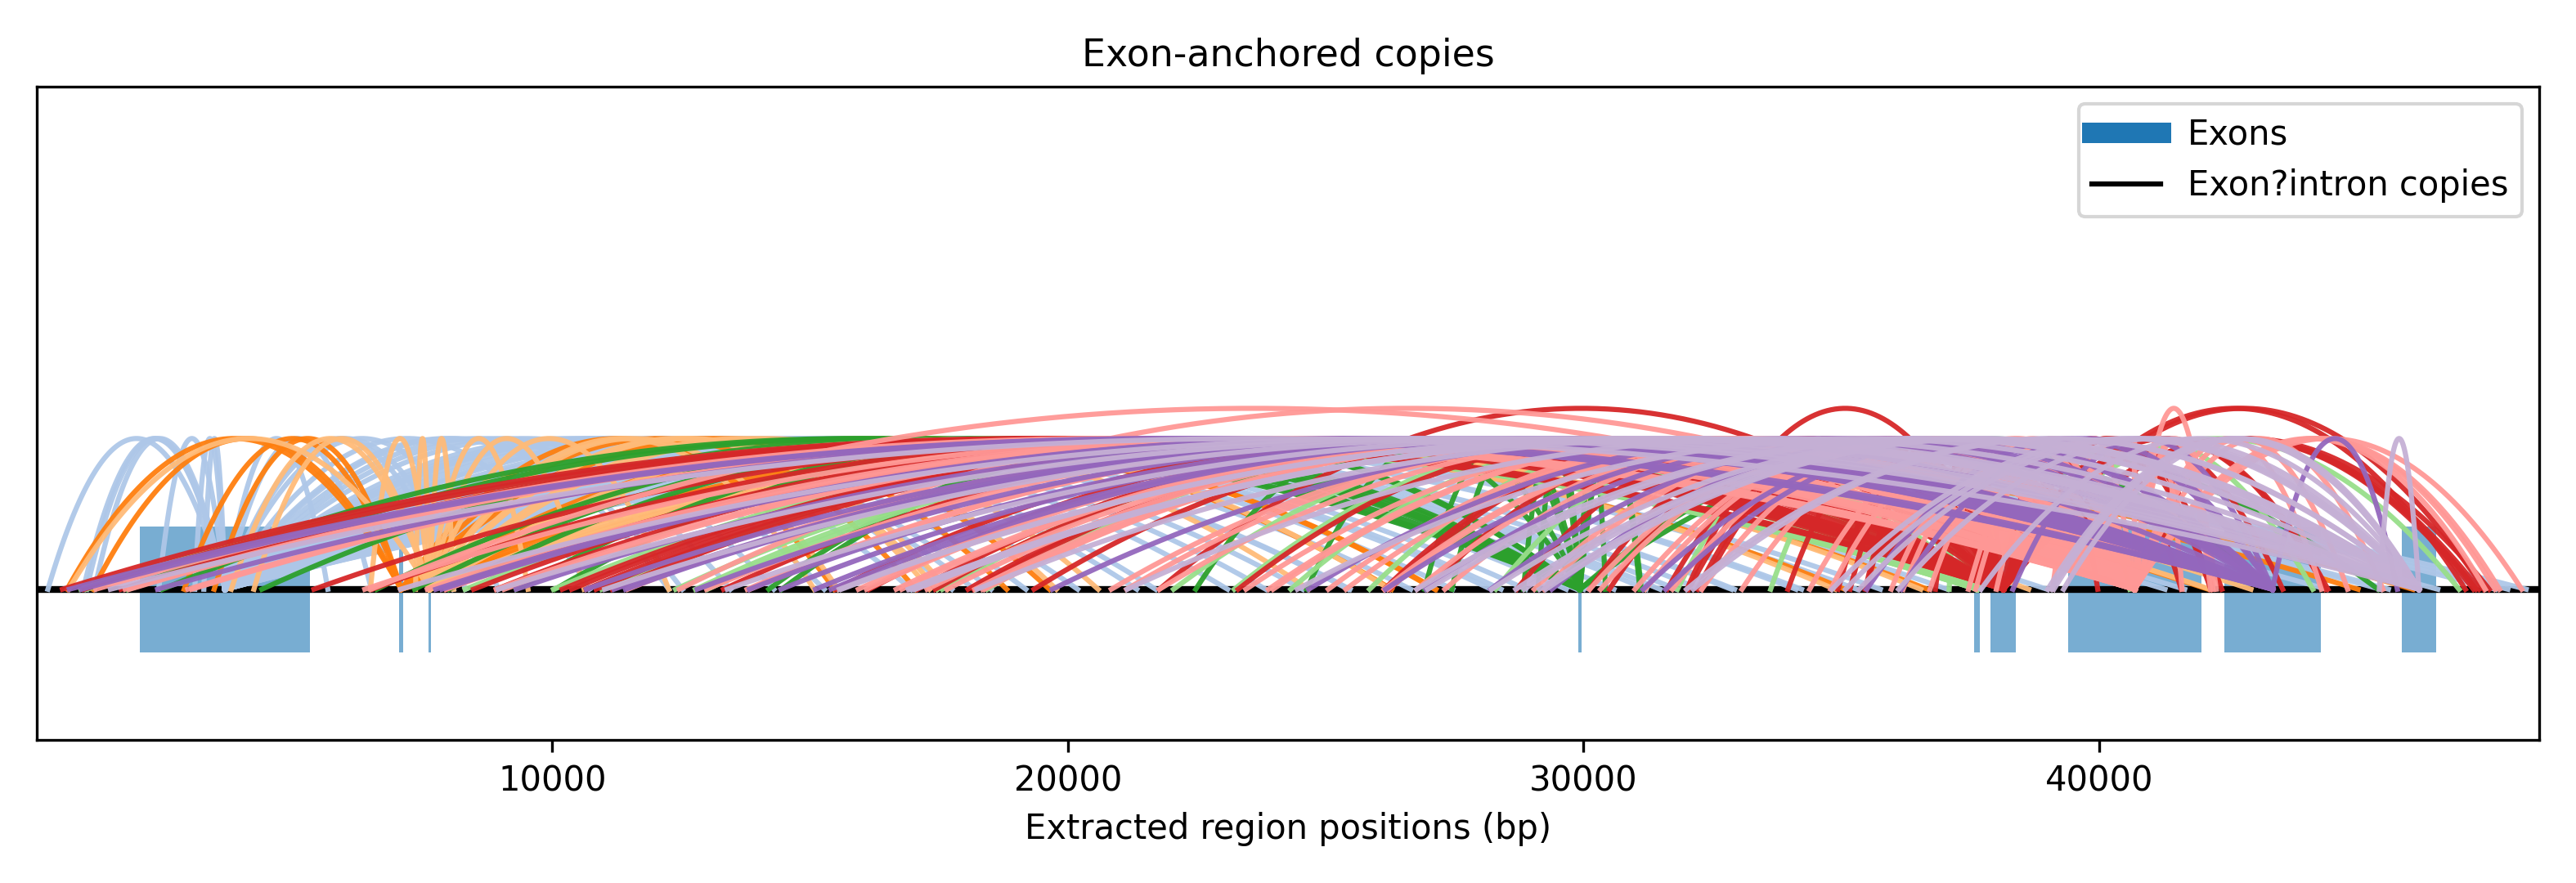 Exon-anchored copies
Exons
Exon?intron copies
10000
20000
30000
40000
Extracted region positions (bp)